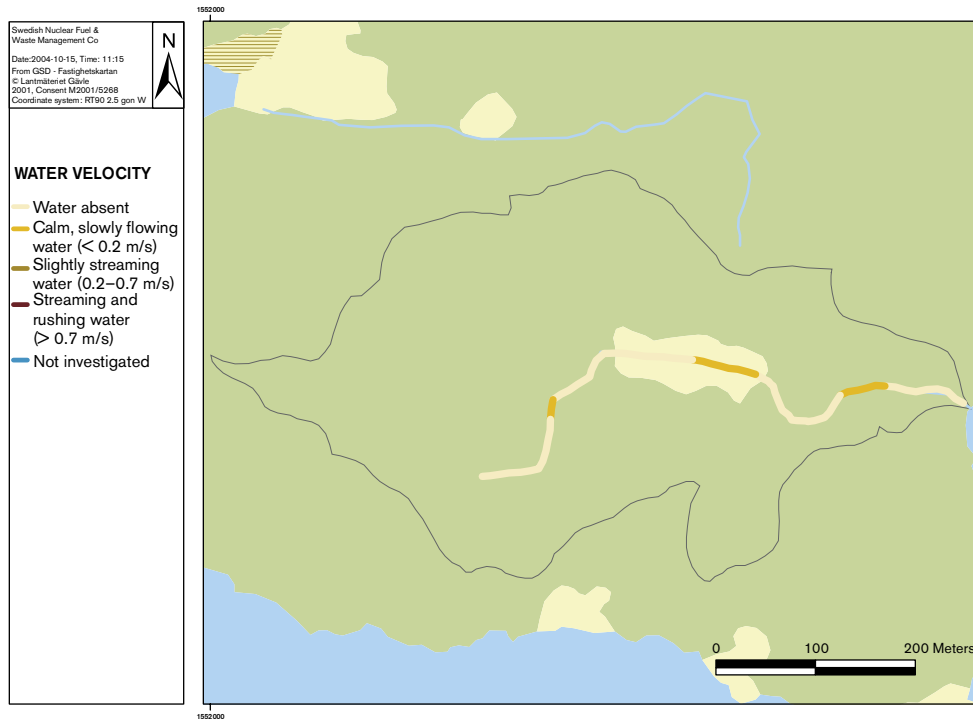 1552000
Swedish Nuclear Fuel &
Waste Management Co
Date:2004-10-15, Time: 11:15
From GSD - Fastighetskartan
© Lantmäteriet Gävle
2001, Consent M2001/5268
Coordinate system: RT90 2.5 gon W
N
WATER VELOCITY
Water absent
Calm, slowly flowing
water (< 0.2 m/s)
Slightly streaming
water (0.2–0.7 m/s)
Streaming and
rushing water
(> 0.7 m/s)
Not investigated
0 100 200 Meters
1552000